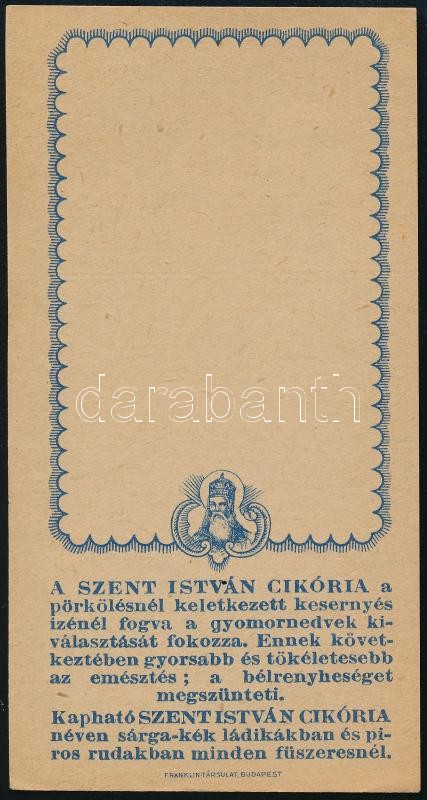 darabanth
A SZENT ISTVÁN CIKÓRIA a
pörkölésnél keletkezett kesernyés
izénél fogva a gyomornedvek ki-
választását fokozza. Ennek követ-
keztében gyorsabb és tökéletesebb
az emésztés; a bélrenyheséget
megszünteti.
Kapható SZENT ISTVÁN CIKÓRIA
néven sárga-kék ládikákban és pi-
ros rudakban minden füszeresnél.
FRANKLIN-TÁRSULAT, BUDAPEST